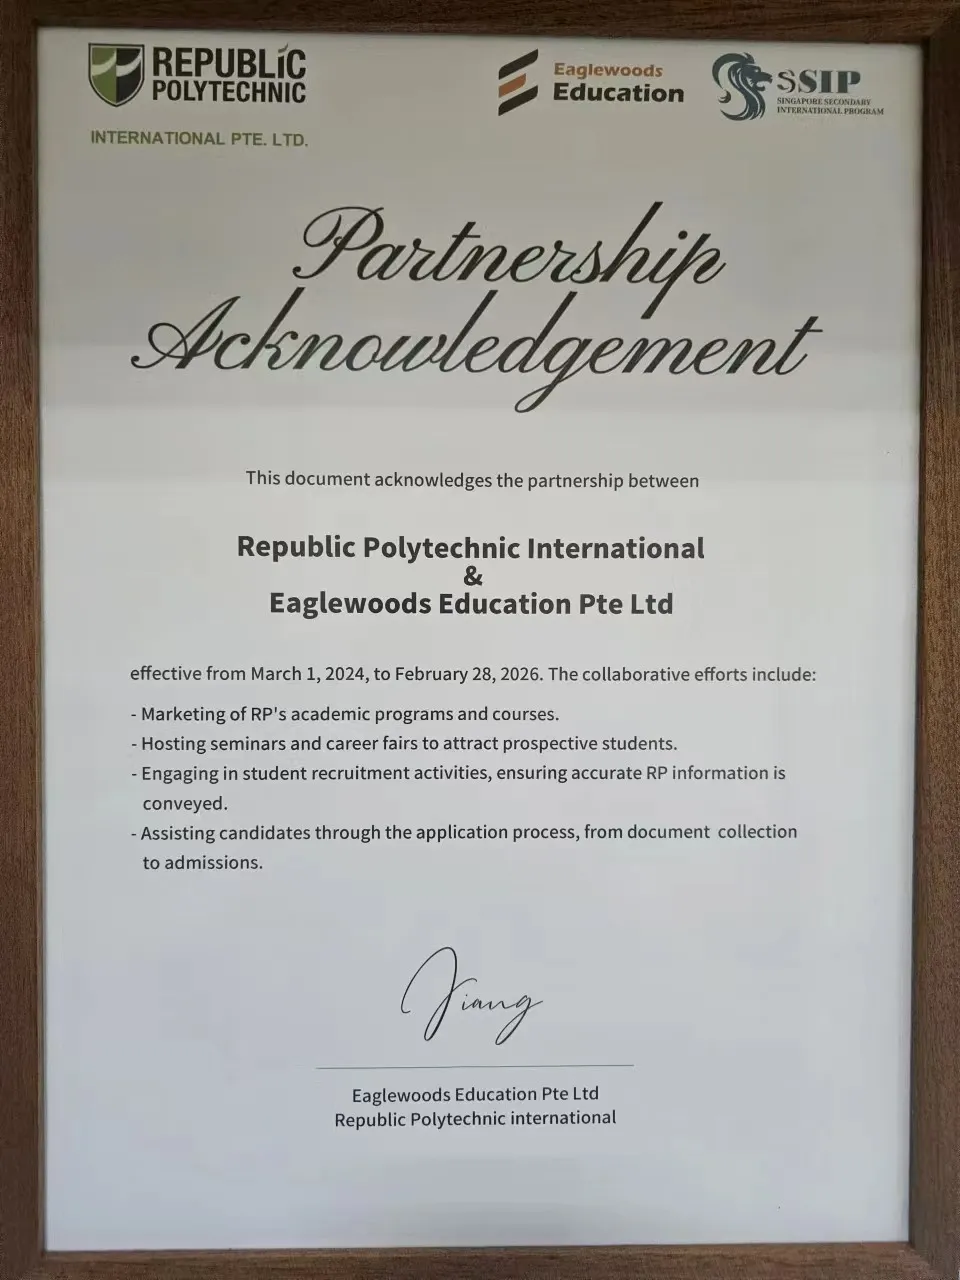 REPUBLIC
POLYTECHNIC
INTERNATIONAL PTE. LTD.
Eaglewoods
Education
SSIP
SINGAPORE SECONDARY
INTERNATIONAL PROGRAM
Partnership
Acknowledgement
This document acknowledges the partnership between
Republic Polytechnic International
&
Eaglewoods Education Pte Ltd
effective from March 1, 2024, to February 28, 2026. The collaborative efforts include:
- Marketing of RP's academic programs and courses.
- Hosting seminars and career fairs to attract prospective students.
- Engaging in student recruitment activities, ensuring accurate RP information is
conveyed.
- Assisting candidates through the application process, from document collection
to admissions.
Jiang
Eaglewoods Education Pte Ltd
Republic Polytechnic international